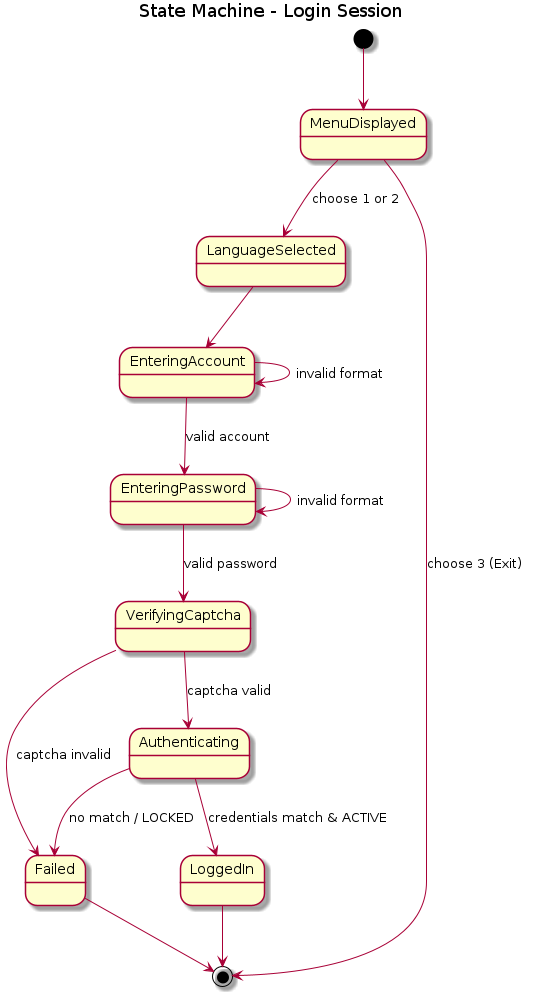 State Machine - Login Session
MenuDisplayed
choose 1 or 2
LanguageSelected
EnteringAccount
invalid format
valid account
EnteringPassword
invalid format
valid password
choose 3 (Exit)
VerifyingCaptcha
captcha valid
Authenticating
captcha invalid
no match / LOCKED
credentials match & ACTIVE
Failed
LoggedIn